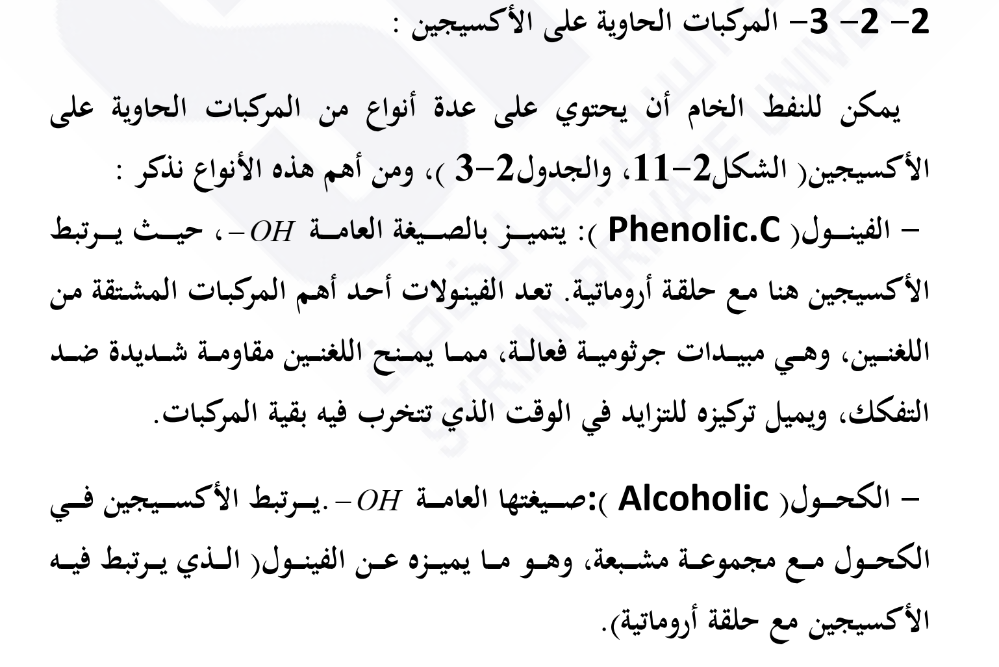 2– 2– 3– المركبات الحاوية على الأكسيجين :
يمكن للنفط الخام أن يحتوي على عدة أنواع من المركبات الحاوية على
الأكسيجين( الشكل2–11، والجدول2–3 )، ومن أهم هذه الأنواع نذكر :
– الفينول( Phenolic.C ): يتميز بالصيغة العامة –OH ، حيث يرتبط
الأكسيجين هنا مع حلقة أروماتية. تعد الفينولات أحد أهم المركبات المشتقة من
اللغنين، وهي مبيدات جرثومية فعالة، مما يمنح اللغنين مقاومة شديدة ضد
التفكك، ويميل تركيزه للتزايد في الوقت الذي تتخرب فيه بقية المركبات.
– الكحول( Alcoholic ):صيغتها العامة –OH .يرتبط الأكسيجين في
الكحول مع مجموعة مشبعة، وهو ما يميزه عن الفينول( الذي يرتبط فيه
الأكسيجين مع حلقة أروماتية).